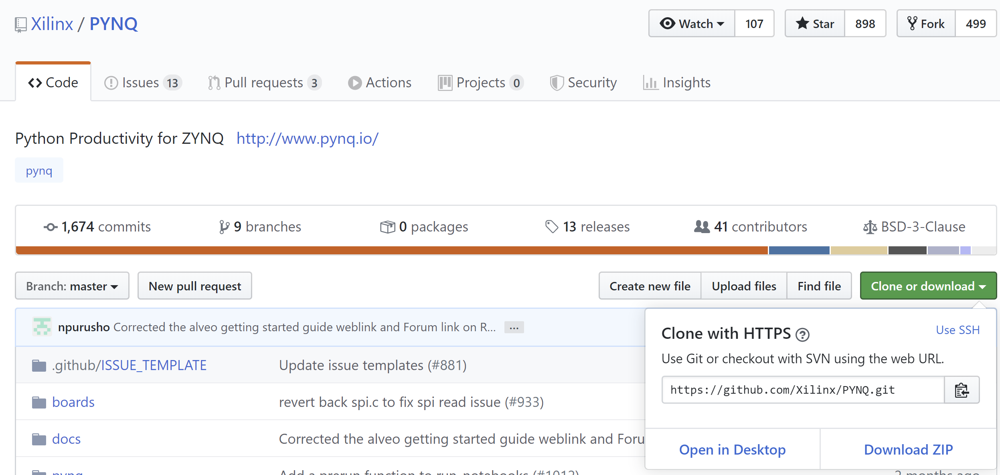 Xilinx / PYNQ
Watch 107 Star 898 Fork 499
Code Issues 13 Pull requests 3 Actions Projects 0 Security Insights
Python Productivity for ZYNQ http://www.pynq.io/
pynq
1,674 commits 9 branches 0 packages 13 releases 41 contributors BSD-3-Clause
Branch: master New pull request Create new file Upload files Find file Clone or download
npurusho Corrected the alveo getting started guide weblink and Forum link on R... ...
Clone with HTTPS ? Use SSH
Use Git or checkout with SVN using the web URL.
https://github.com/Xilinx/PYNQ.git
Open in Desktop Download ZIP
.github/ISSUE_TEMPLATE Update issue templates (#881)
boards revert back spi.c to fix spi read issue (#933)
docs Corrected the alveo getting started guide weblink and Foru
pynq Add a prerun function to run_notebooks (#1012) 2 months ago